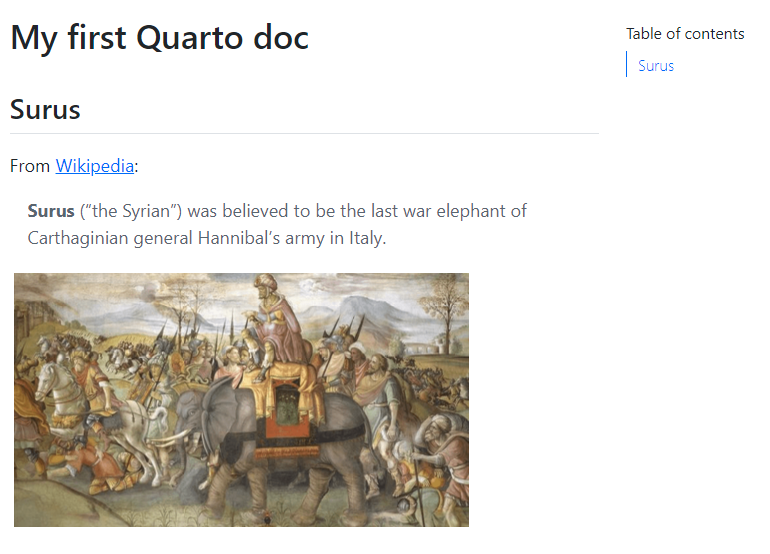 My first Quarto doc
Table of contents
Surus
Surus
From Wikipedia:
Surus (“the Syrian”) was believed to be the last war elephant of
Carthaginian general Hannibal’s army in Italy.